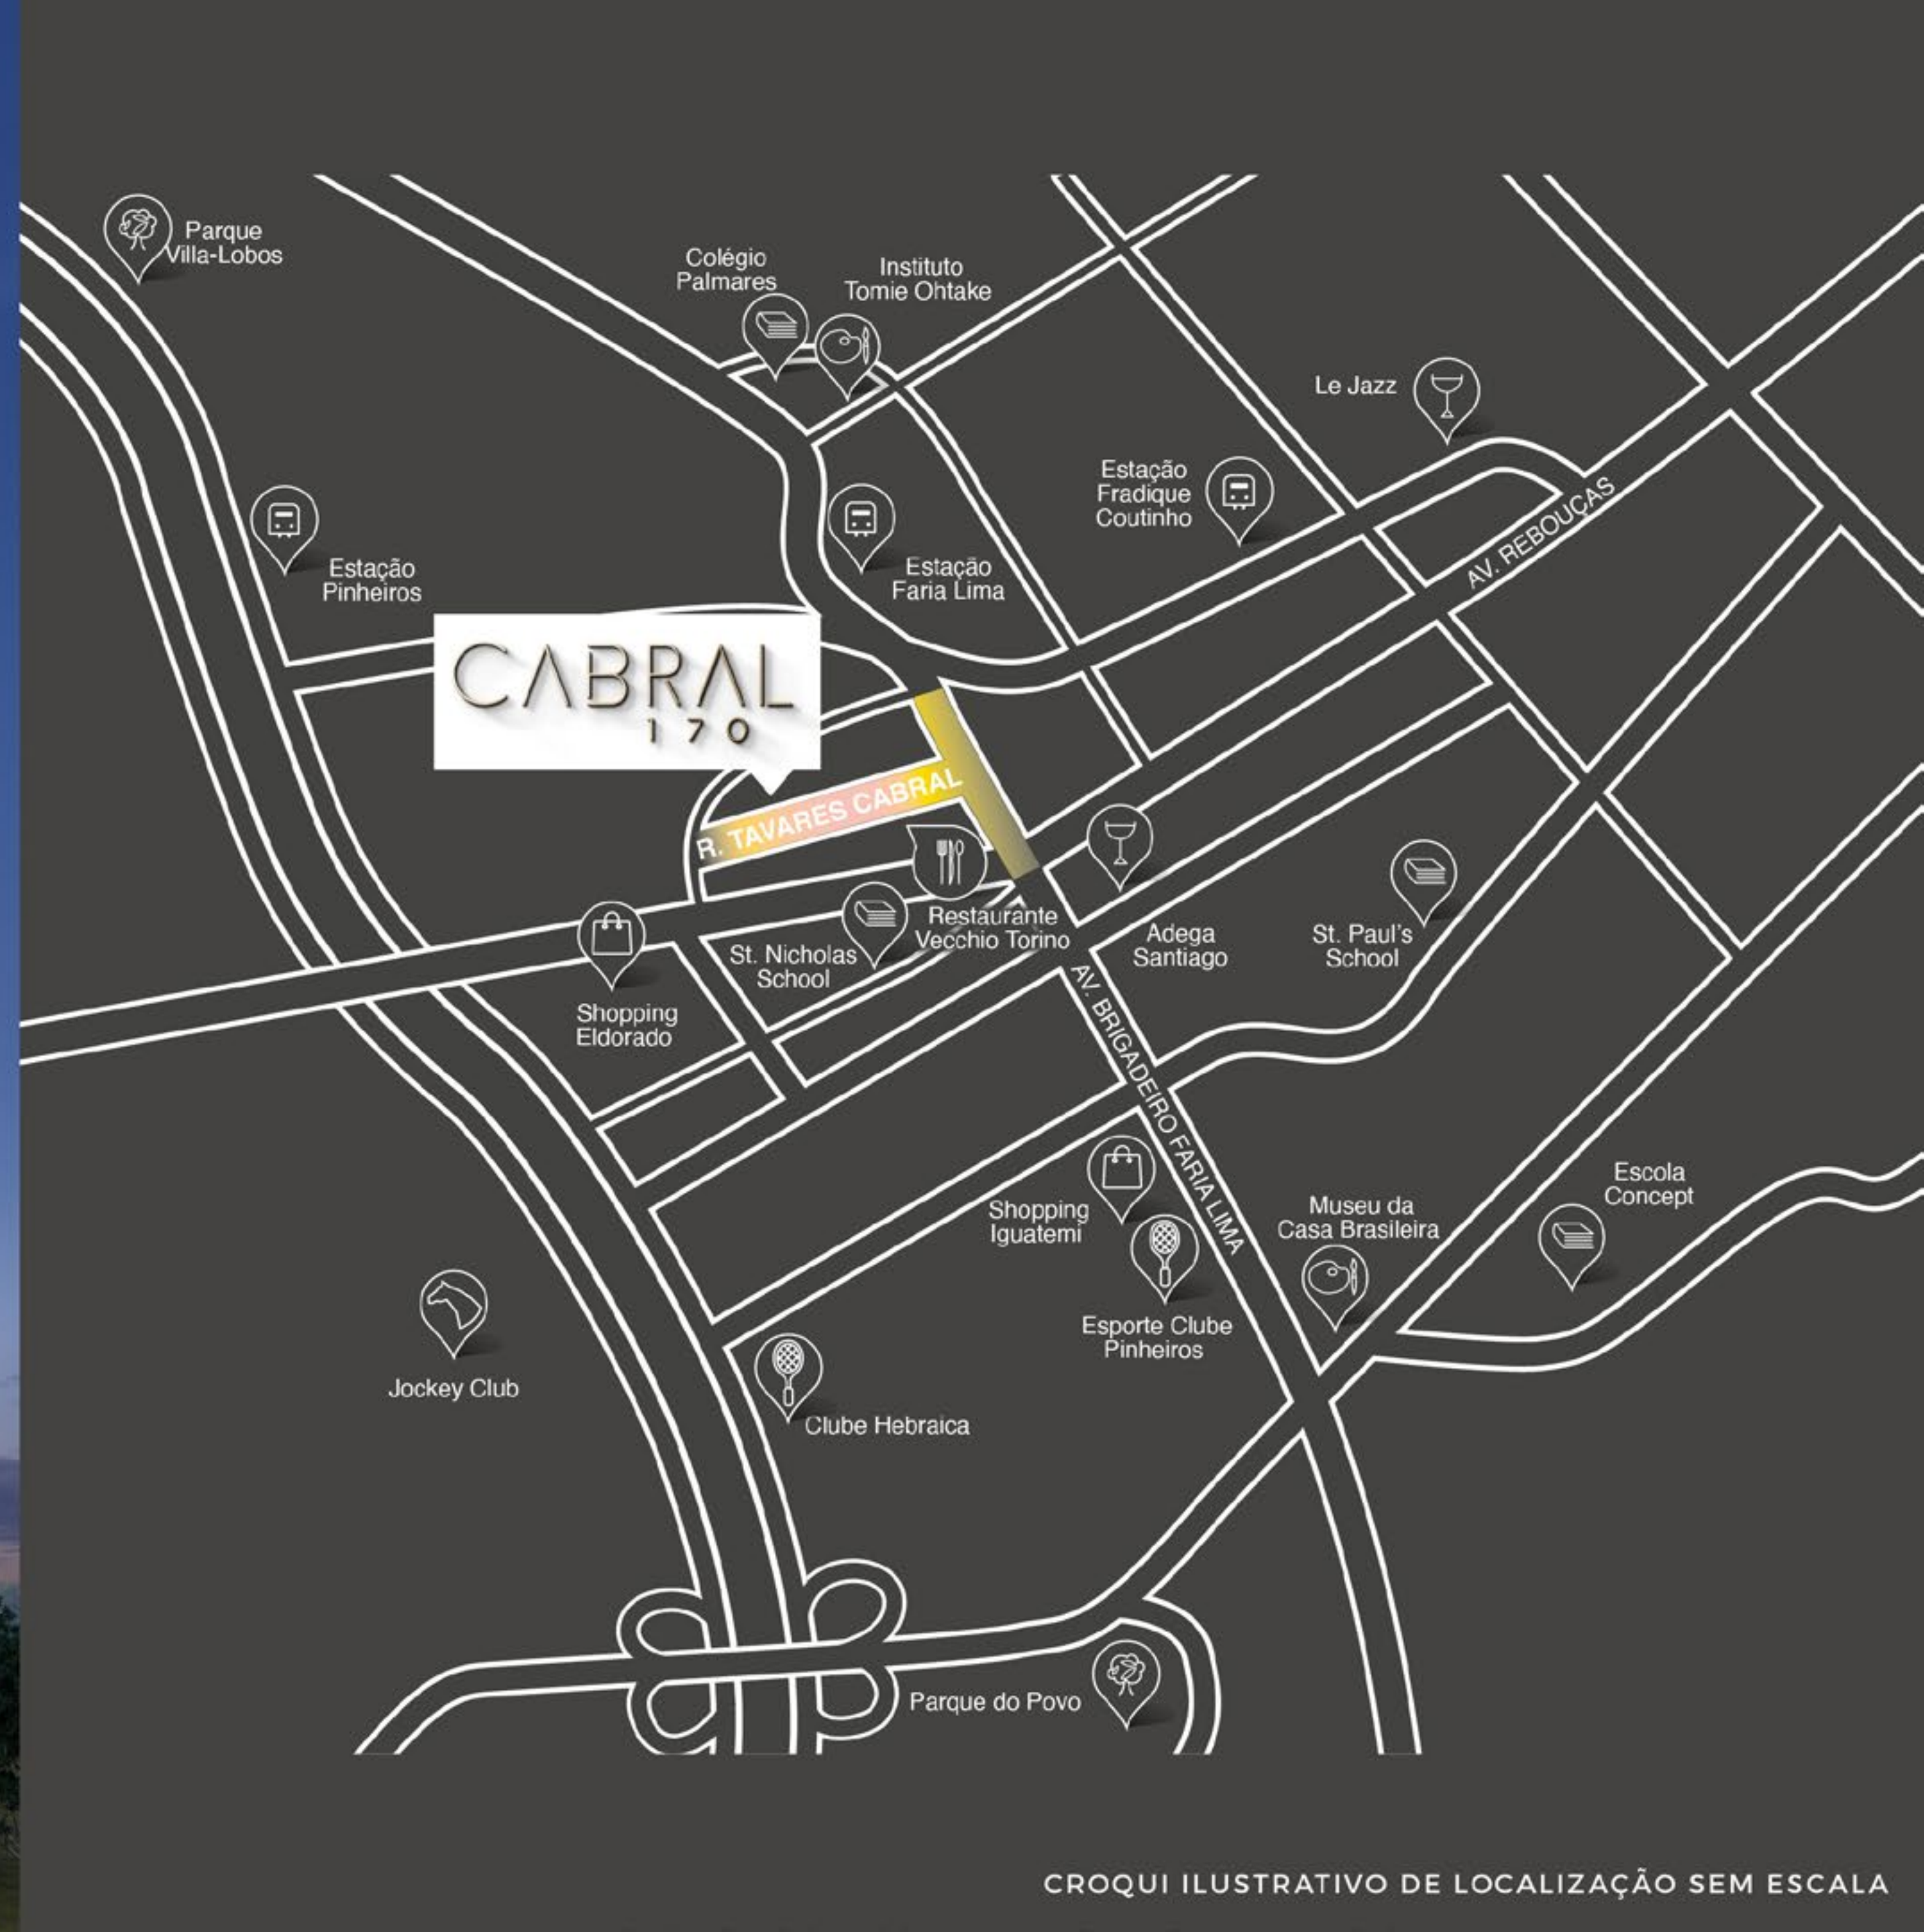 Parque
Villa-Lobos
Colégio
Palmares
Instituto
Tomie Ohtake
Le Jazz
Estação
Fradique
Coutinho
AV. REBOUÇAS
Estação
Pinheiros
Estação
Faria Lima
CABRAL
170
R. TAVARES CABRAL
Restaurante
Vecchio Torino
St. Nicholas
School
Adega
Santiago
St. Paul's
School
Shopping
Eldorado
AV. BRIGADEIRO FARIA LIMA
Shopping
Iguatemi
Escola
Concept
Museu da
Casa Brasileira
Esporte Clube
Pinheiros
Jockey Club
Clube Hebraica
Parque do Povo
CROQUI ILUSTRATIVO DE LOCALIZAÇÃO SEM ESCALA